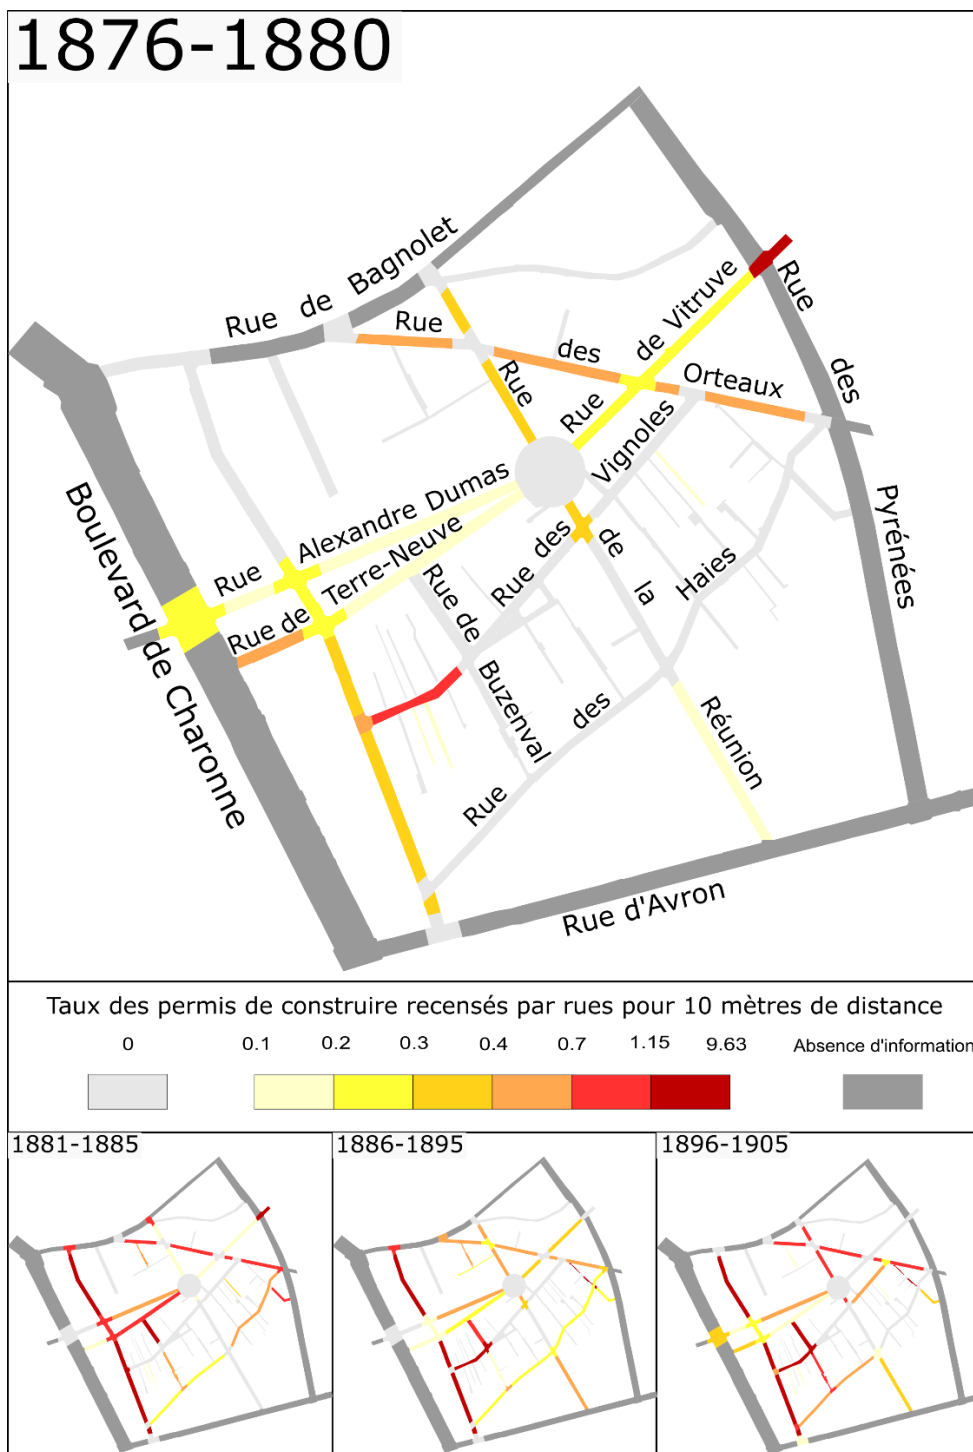 1876-1880
Rue de Bagnolet
Rue des Orteaux
Rue de Vitruve
Rue des Pyrénées
Rue des Vignoles
Rue de la Réunion
Rue Alexandre Dumas
Rue de Terre-Neuve
Rue de Buzenval
Rue des Haies
Boulevard de Charonne
Rue d'Avron
Taux des permis de construire recensés par rues pour 10 mètres de distance
0 0.1 0.2 0.3 0.4 0.7 1.15 9.63 Absence d'information
1881-1885 1886-1895 1896-1905